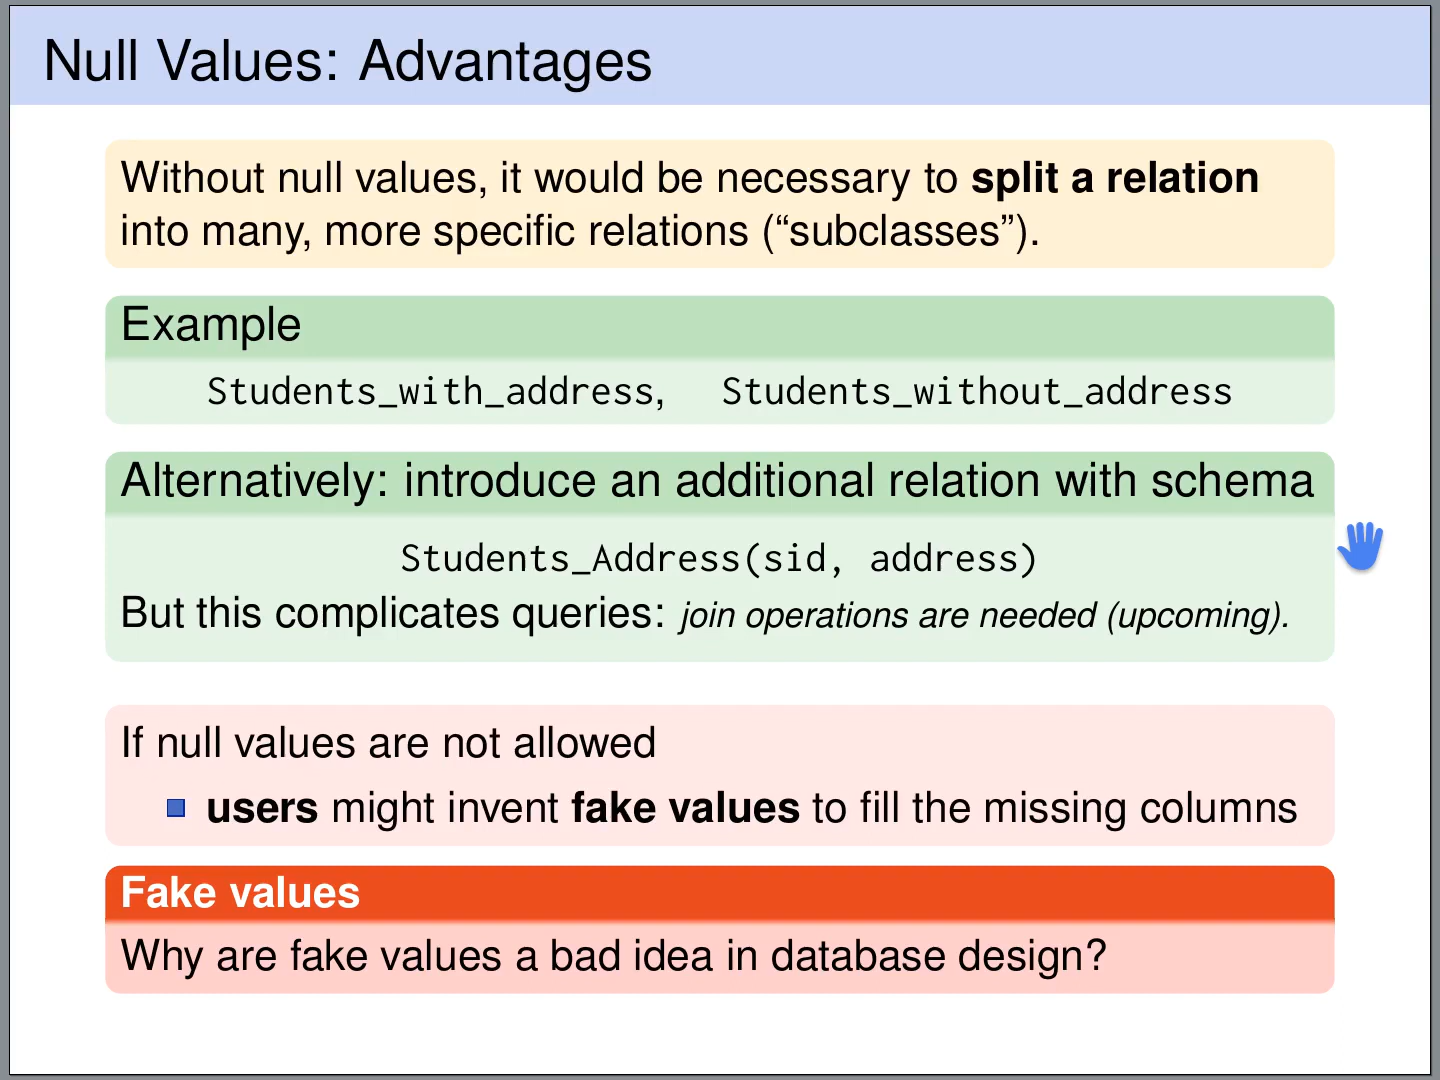 Null Values: Advantages
Without null values, it would be necessary to split a relation
into many, more specific relations (“subclasses”).
Example
Students_with_address, Students_without_address
Alternatively: introduce an additional relation with schema
Students_Address(sid, address)
But this complicates queries: join operations are needed (upcoming).
If null values are not allowed
users might invent fake values to fill the missing columns
Fake values
Why are fake values a bad idea in database design?